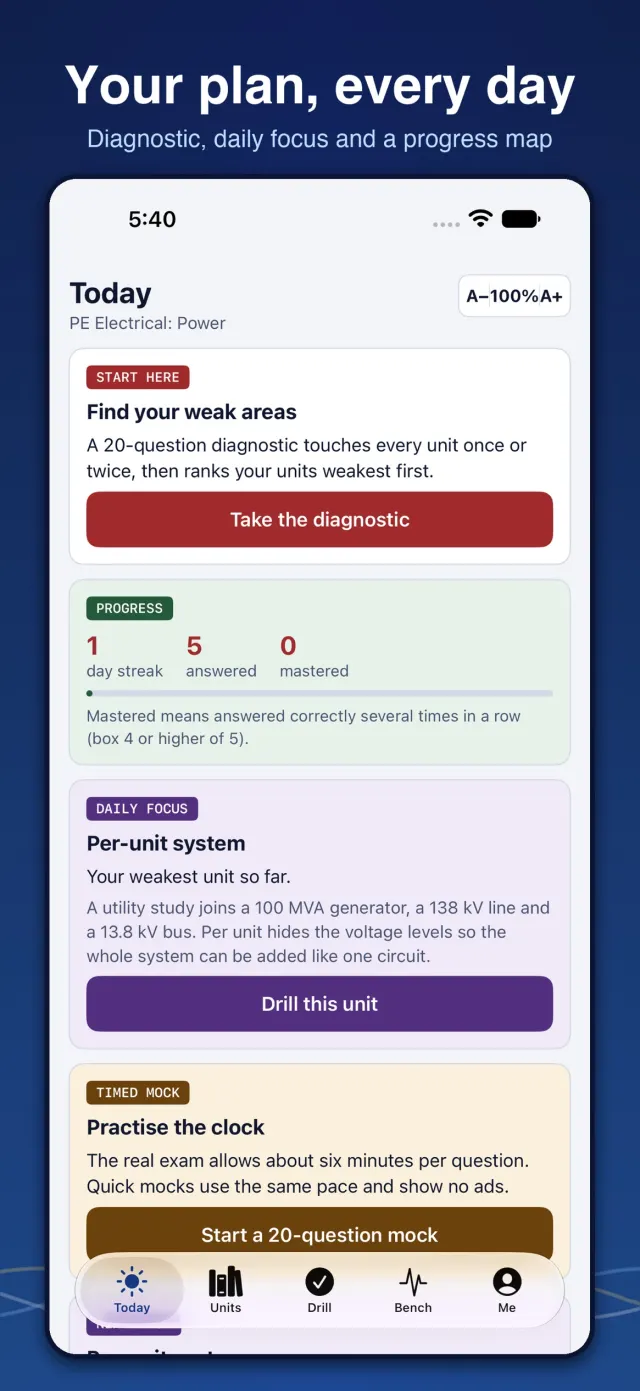 Your plan, every day
Diagnostic, daily focus and a progress map
5:40
Today
A−100%A+
PE Electrical: Power
START HERE
Find your weak areas
A 20-question diagnostic touches every unit once or
twice, then ranks your units weakest first.
Take the diagnostic
PROGRESS
1 5 0
day streak answered mastered
Mastered means answered correctly several times in a row
(box 4 or higher of 5).
DAILY FOCUS
Per-unit system
Your weakest unit so far.
A utility study joins a 100 MVA generator, a 138 kV line and
a 13.8 kV bus. Per unit hides the voltage levels so the
whole system can be added like one circuit.
Drill this unit
TIMED MOCK
Practise the clock
The real exam allows about six minutes per question.
Quick mocks use the same pace and show no ads.
Start a 20-question mock
Today Units Drill Bench Me